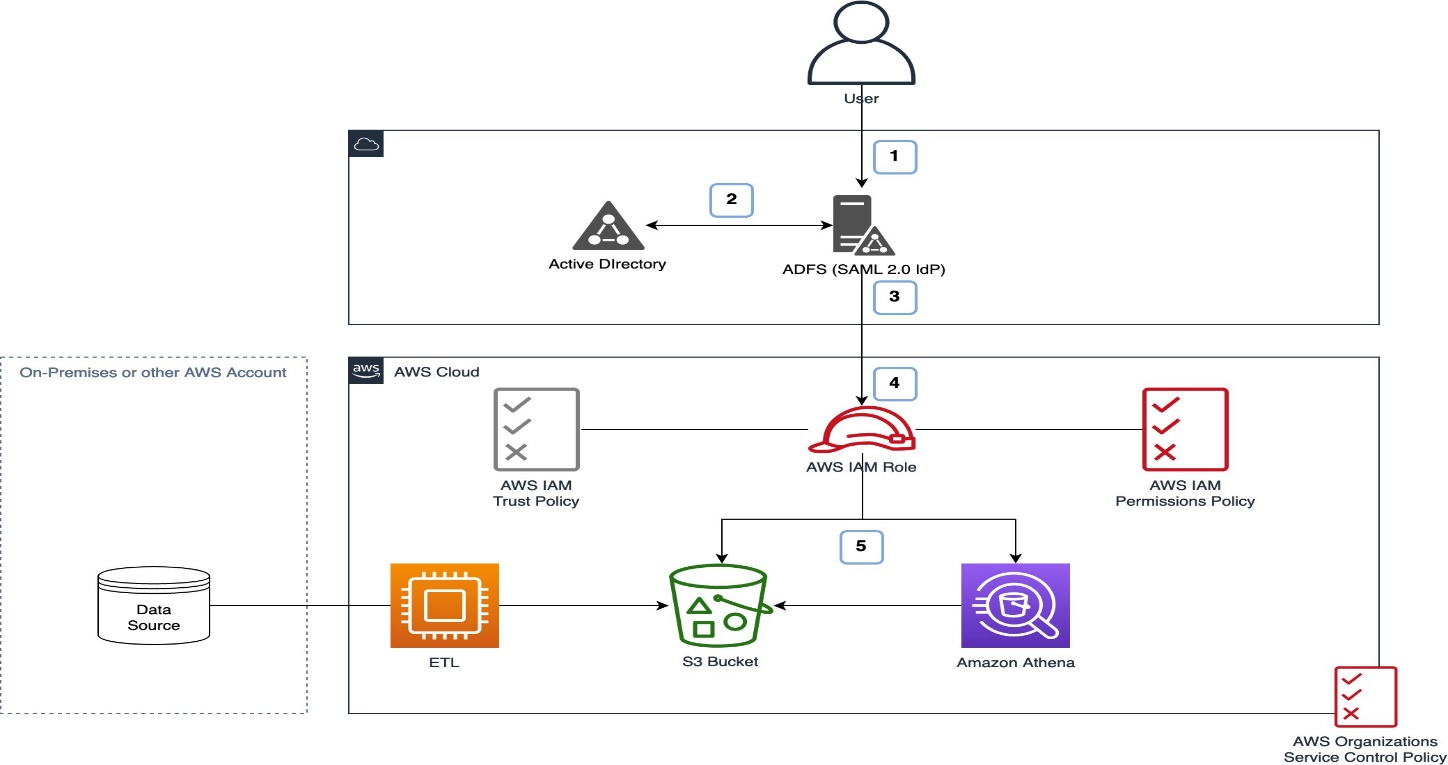 User
1
2
Active DIrectory
ADFS (SAML 2.0 IdP)
3
On-Premises or other AWS Account
aws
AWS Cloud
4
AWS IAM
Trust Policy
AWS IAM Role
AWS IAM
Permissions Policy
5
Data
Source
ETL
S3 Bucket
Amazon Athena
AWS Organizations
Service Control Policy